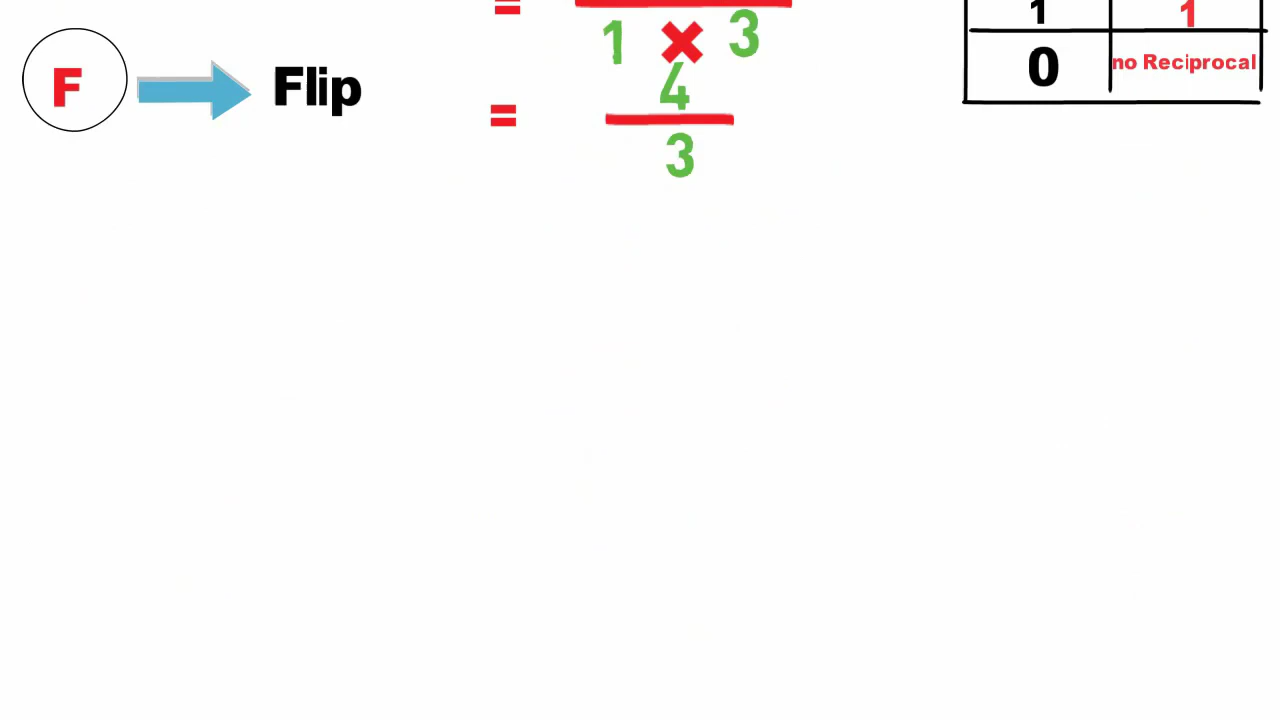 F Flip
=
1 × 3
=
4
3
1 1
0 no Reciprocal